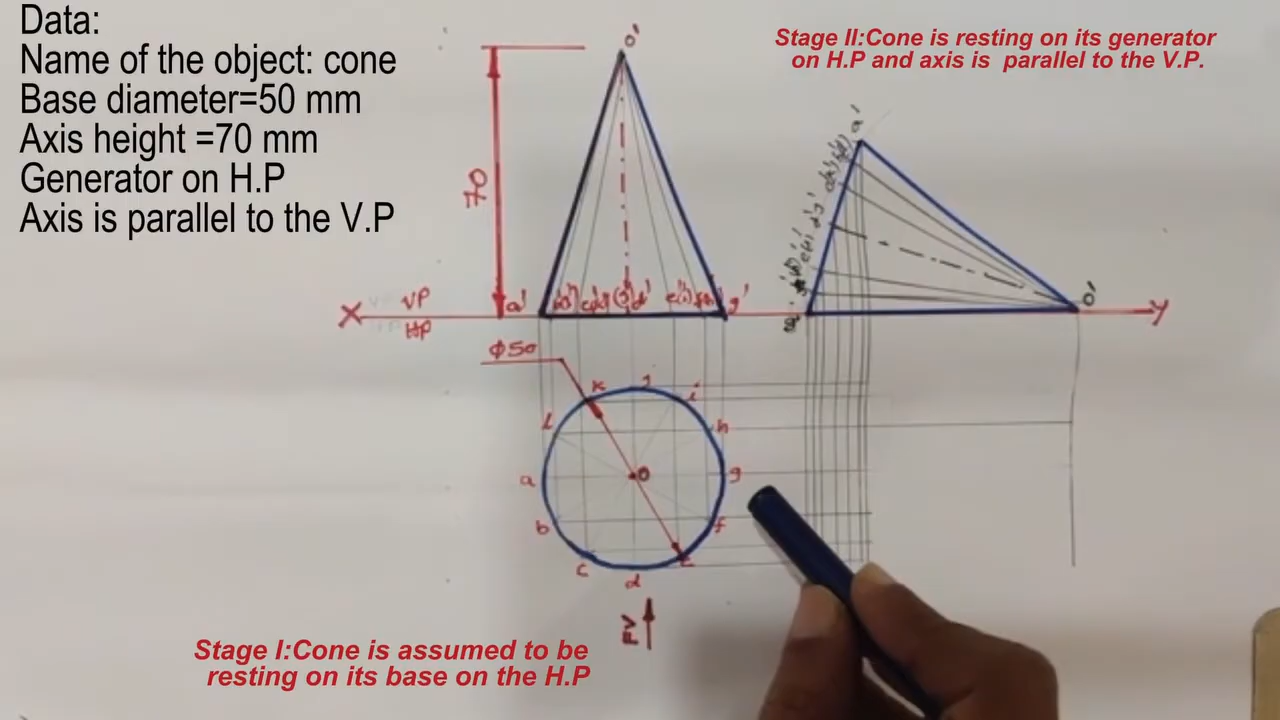 Data:
Name of the object: cone
Base diameter=50 mm
Axis height =70 mm
Generator on H.P
Axis is parallel to the V.P
Stage II:Cone is resting on its generator
on H.P and axis is parallel to the V.P.
o'
70
a'
X
VP
HP
a'
d'
g'
o'
Y
Φ50
k
j
i
l
h
a
o
g
b
f
c
d
E
FV
Stage I:Cone is assumed to be
resting on its base on the H.P